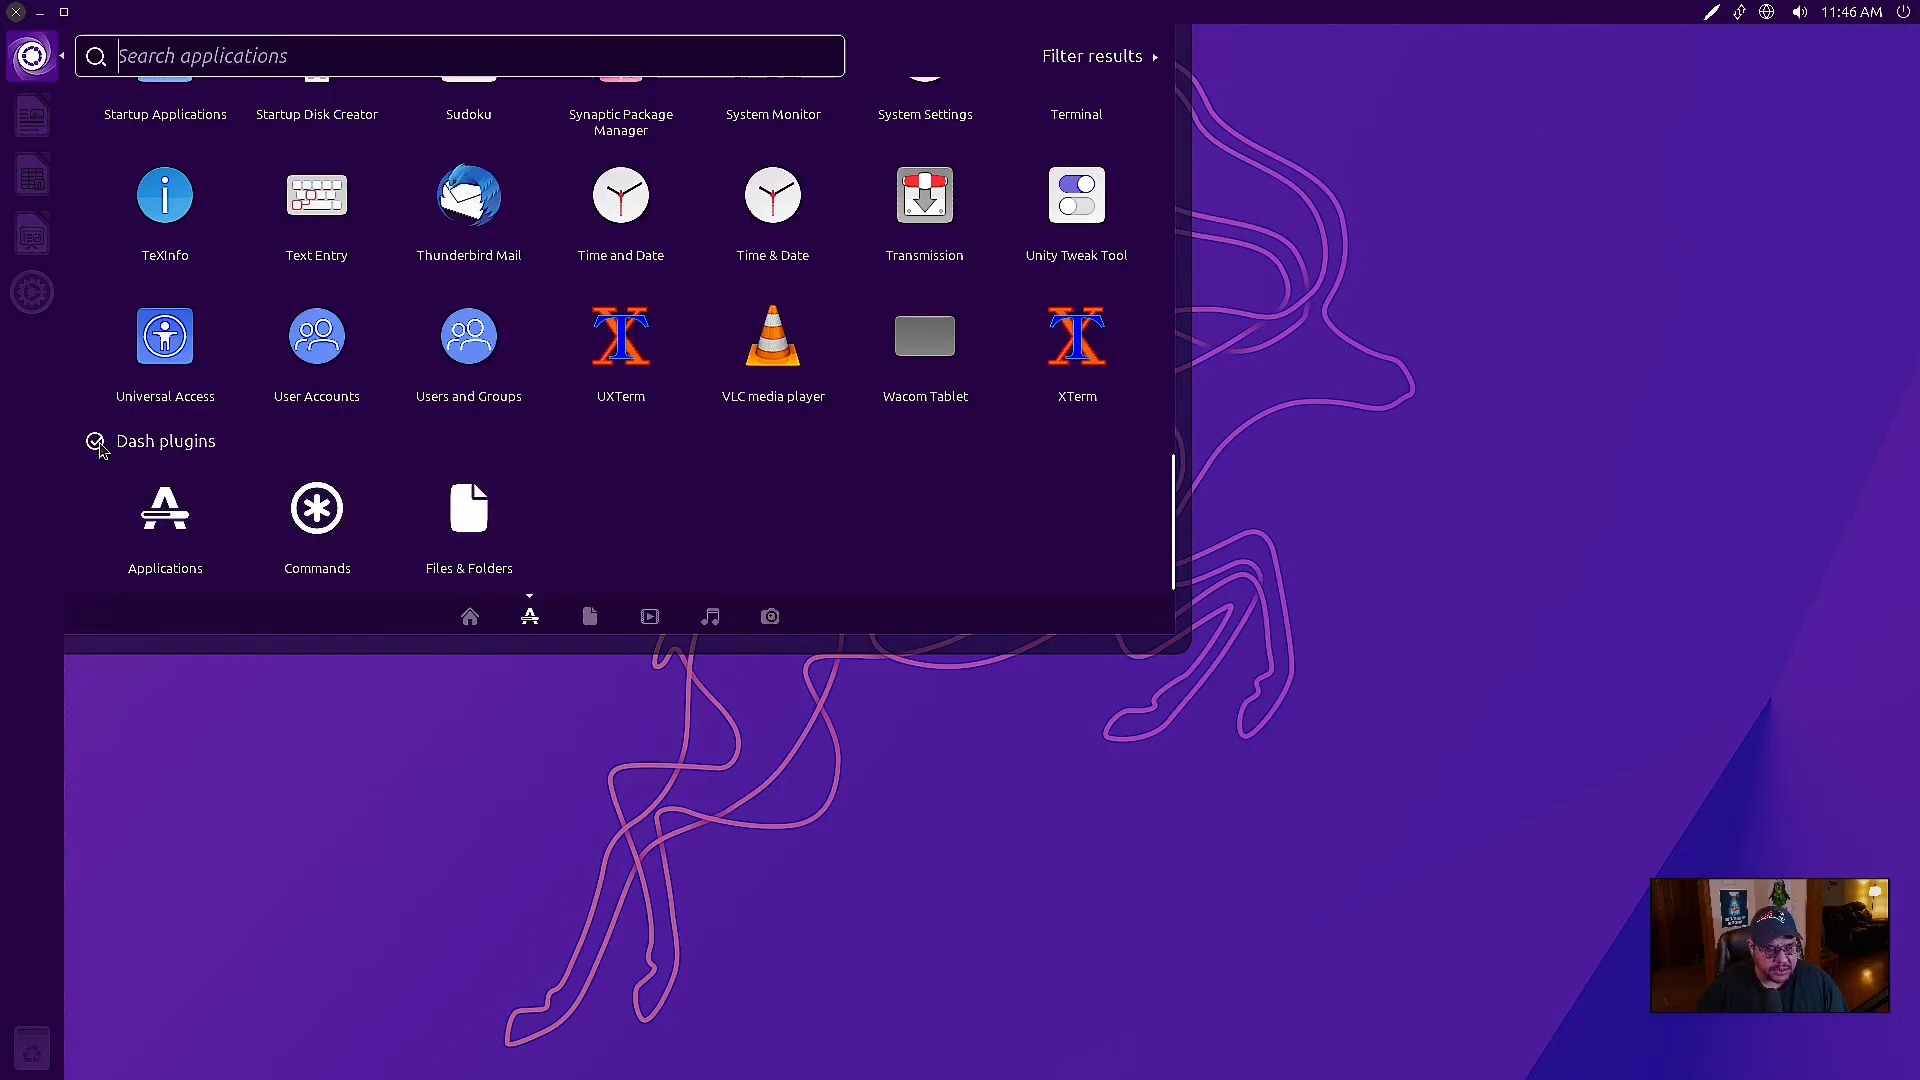 11:46 AM
Search applications
Filter results
Startup Applications
Startup Disk Creator
Sudoku
Synaptic Package
Manager
System Monitor
System Settings
Terminal
TeXInfo
Text Entry
Thunderbird Mail
Time and Date
Time & Date
Transmission
Unity Tweak Tool
Universal Access
User Accounts
Users and Groups
UXTerm
VLC media player
Wacom Tablet
XTerm
Dash plugins
Applications
Commands
Files & Folders